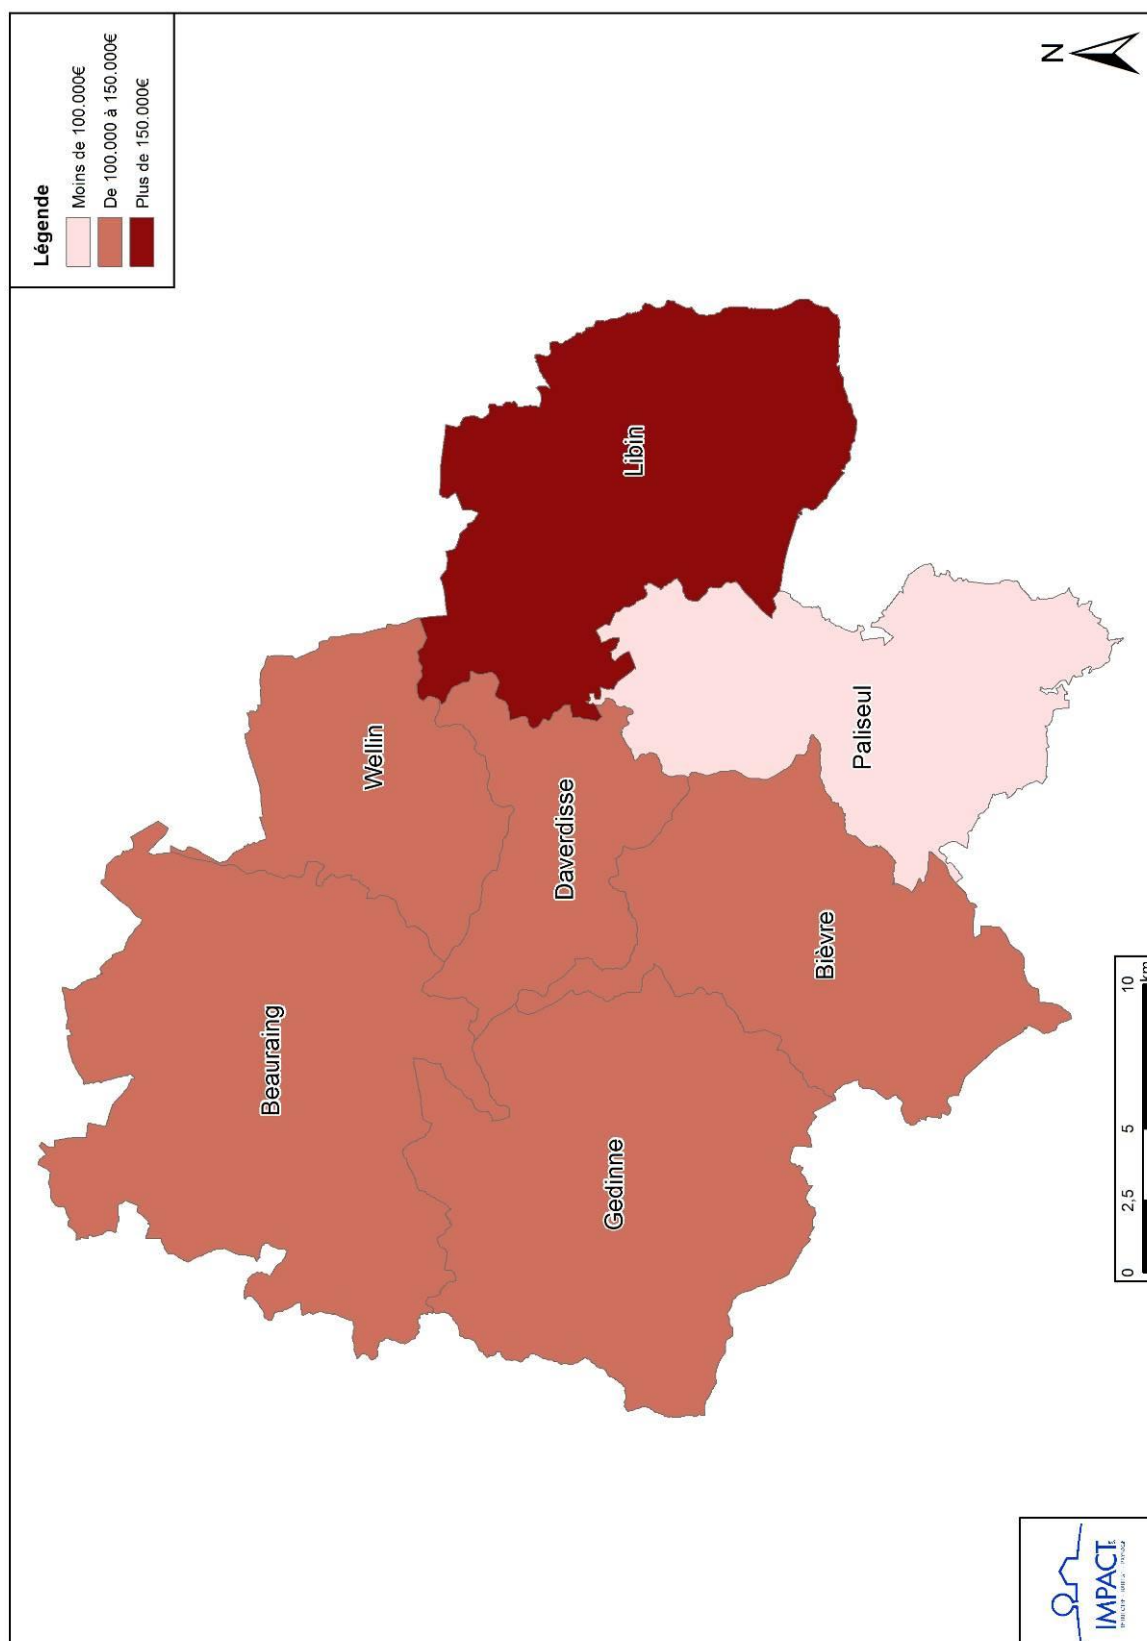 Légende
Moins de 100.000€
De 100.000 à 150.000€
Plus de 150.000€
N
Beauraing
Wellin
Libin
Daverdisse
Gedinne
Bièvre
Paliseul
0 2,5 5 10
km
IMPACT